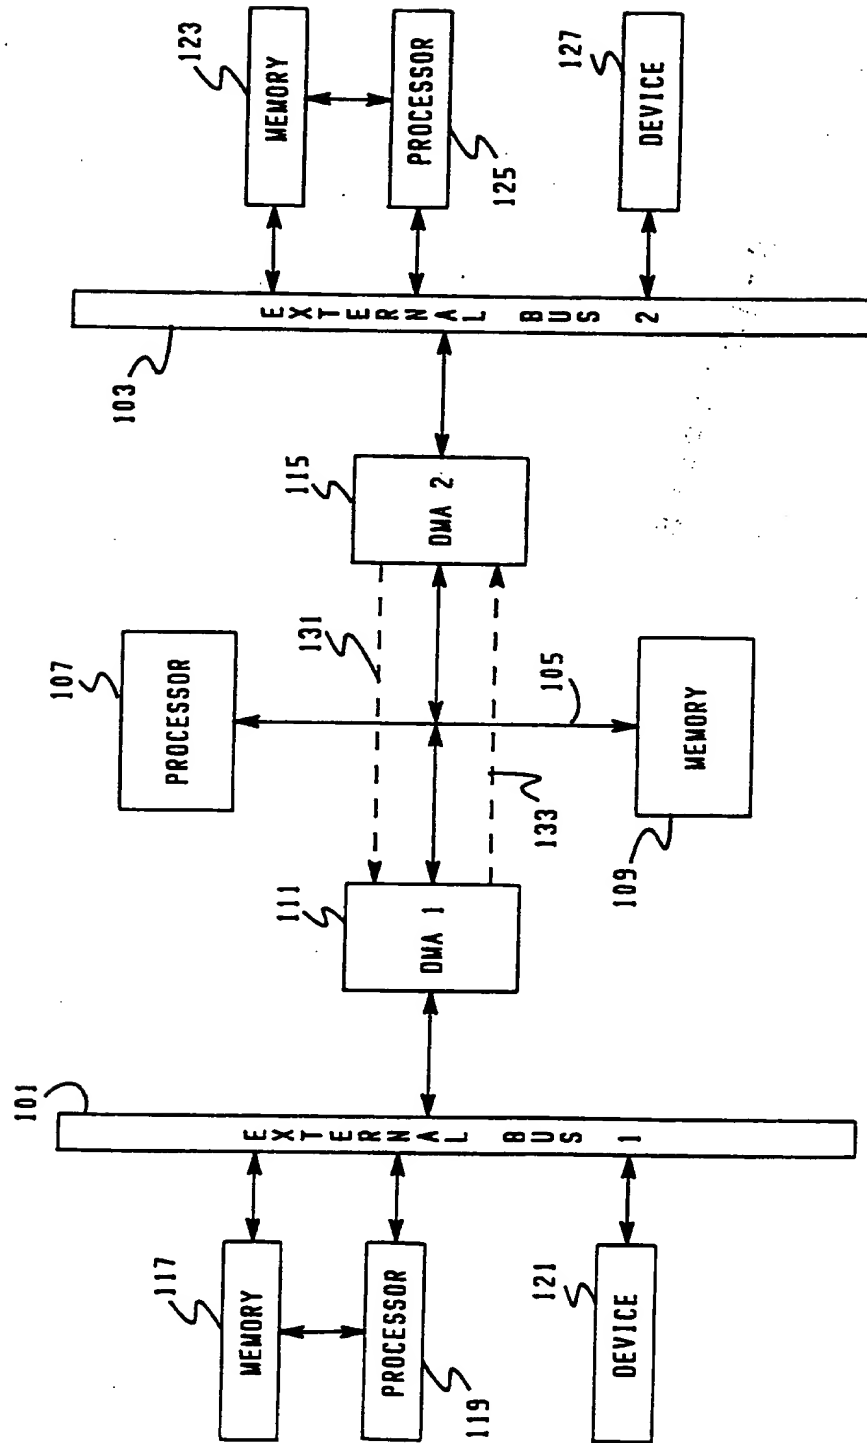 101
117
MEMORY
PROCESSOR
119
121
DEVICE
EXTERNAL BUS 1
111
DMA 1
107
PROCESSOR
131
133
105
MEMORY
109
115
DMA 2
103
EXTERNAL BUS 2
123
MEMORY
PROCESSOR
125
127
DEVICE